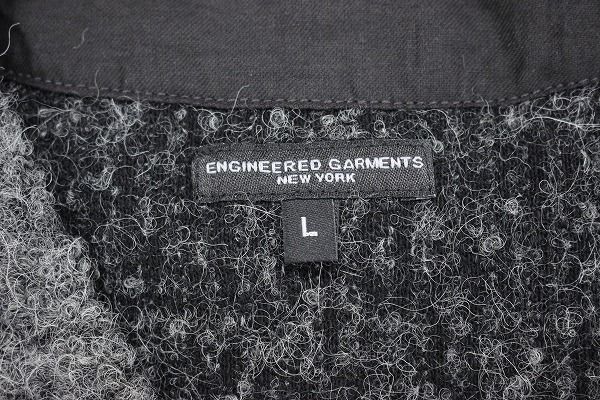 ENGINEERED GARMENTS
NEW YORK
L